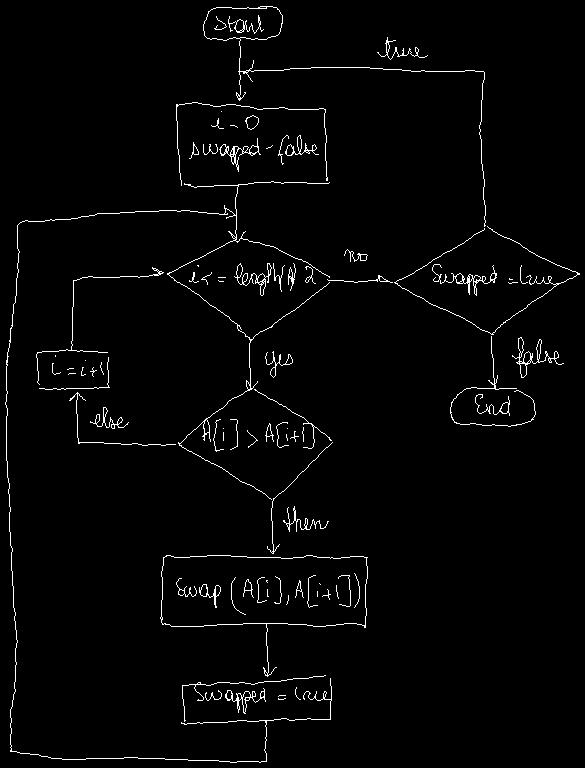 Start
true
i - 0
swapped - false
i < = length(A) 2
no
Swapped = true
yes
false
i = i+1
End
else
A[i] > A[i+1]
then
Swap (A[i], A[i+1])
Swapped = true